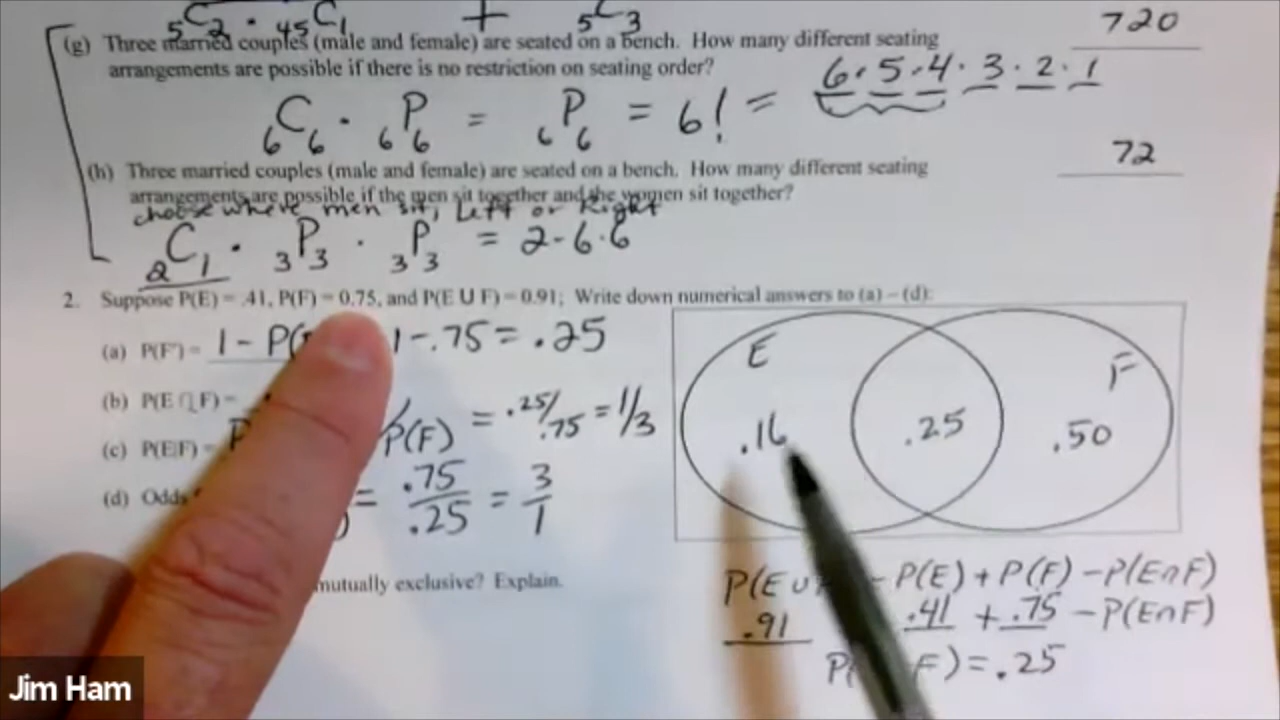 5C2 · 45C1 + 5C3
(g) Three married couples (male and female) are seated on a bench. How many different seating
arrangements are possible if there is no restriction on seating order?
720
6 · 5 · 4 · 3 · 2 · 1
6C6 · 6P6 = 6P6 = 6! =
(h) Three married couples (male and female) are seated on a bench. How many different seating
arrangements are possible if the men sit together and the women sit together?
72
choose where men sit, Left or Right
2C1 · 3P3 · 3P3 = 2-6·6
2. Suppose P(E) = .41, P(F) = 0.75, and P(E U F) = 0.91; Write down numerical answers to (a) – (d):
(a) P(F') = 1 - P( 1-.75 = .25
(b) P(E ∩ F) =
(c) P(E|F) = P P(F) = .25/.75 = 1/3
(d) Odds = .75/.25 = 3/1
mutually exclusive? Explain.
E F
.16 .25 .50
P(E ∪ - P(E) + P(F) - P(E∩F)
.91 .41 + .75 - P(E∩F)
P( F) = .25
Jim Ham